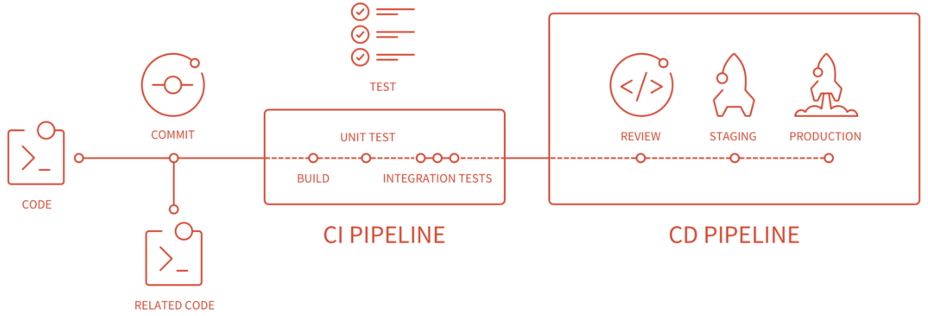 TEST
COMMIT
UNIT TEST
REVIEW
STAGING
PRODUCTION
BUILD
INTEGRATION TESTS
CODE
CI PIPELINE
CD PIPELINE
RELATED CODE